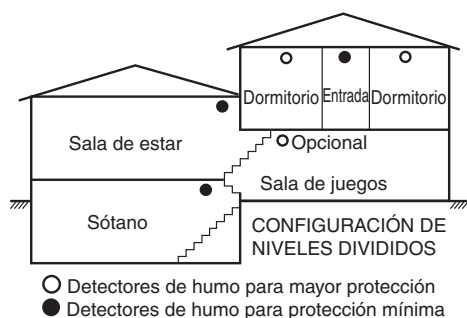 Dormitorio Entrada Dormitorio
Sala de estar
Opcional
Sala de juegos
Sótano
CONFIGURACIÓN DE
NIVELES DIVIDIDOS
Detectores de humo para mayor protección
Detectores de humo para protección mínima